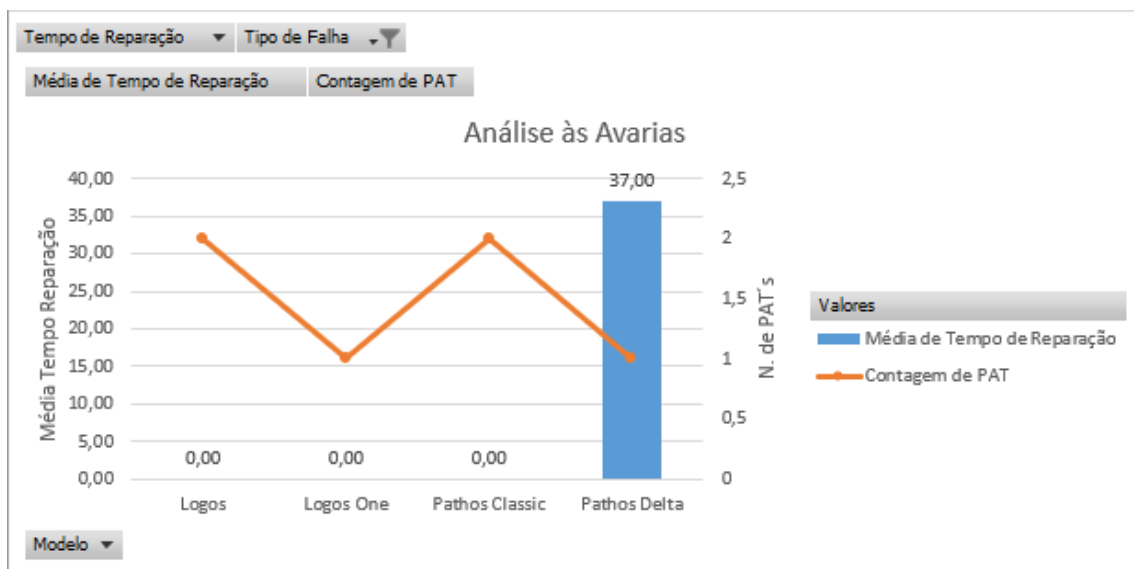 Tempo de Reparação Tipo de Falha
Média de Tempo de Reparação Contagem de PAT
Análise às Avarias
40,00
35,00
30,00
25,00
20,00
15,00
10,00
5,00
0,00
Média Tempo Reparação
0,00 0,00 0,00 37,00
2,5
2
1,5
1
0,5
0
N. de PAT´s
Logos Logos One Pathos Classic Pathos Delta
Valores
Média de Tempo de Reparação
Contagem de PAT
Modelo